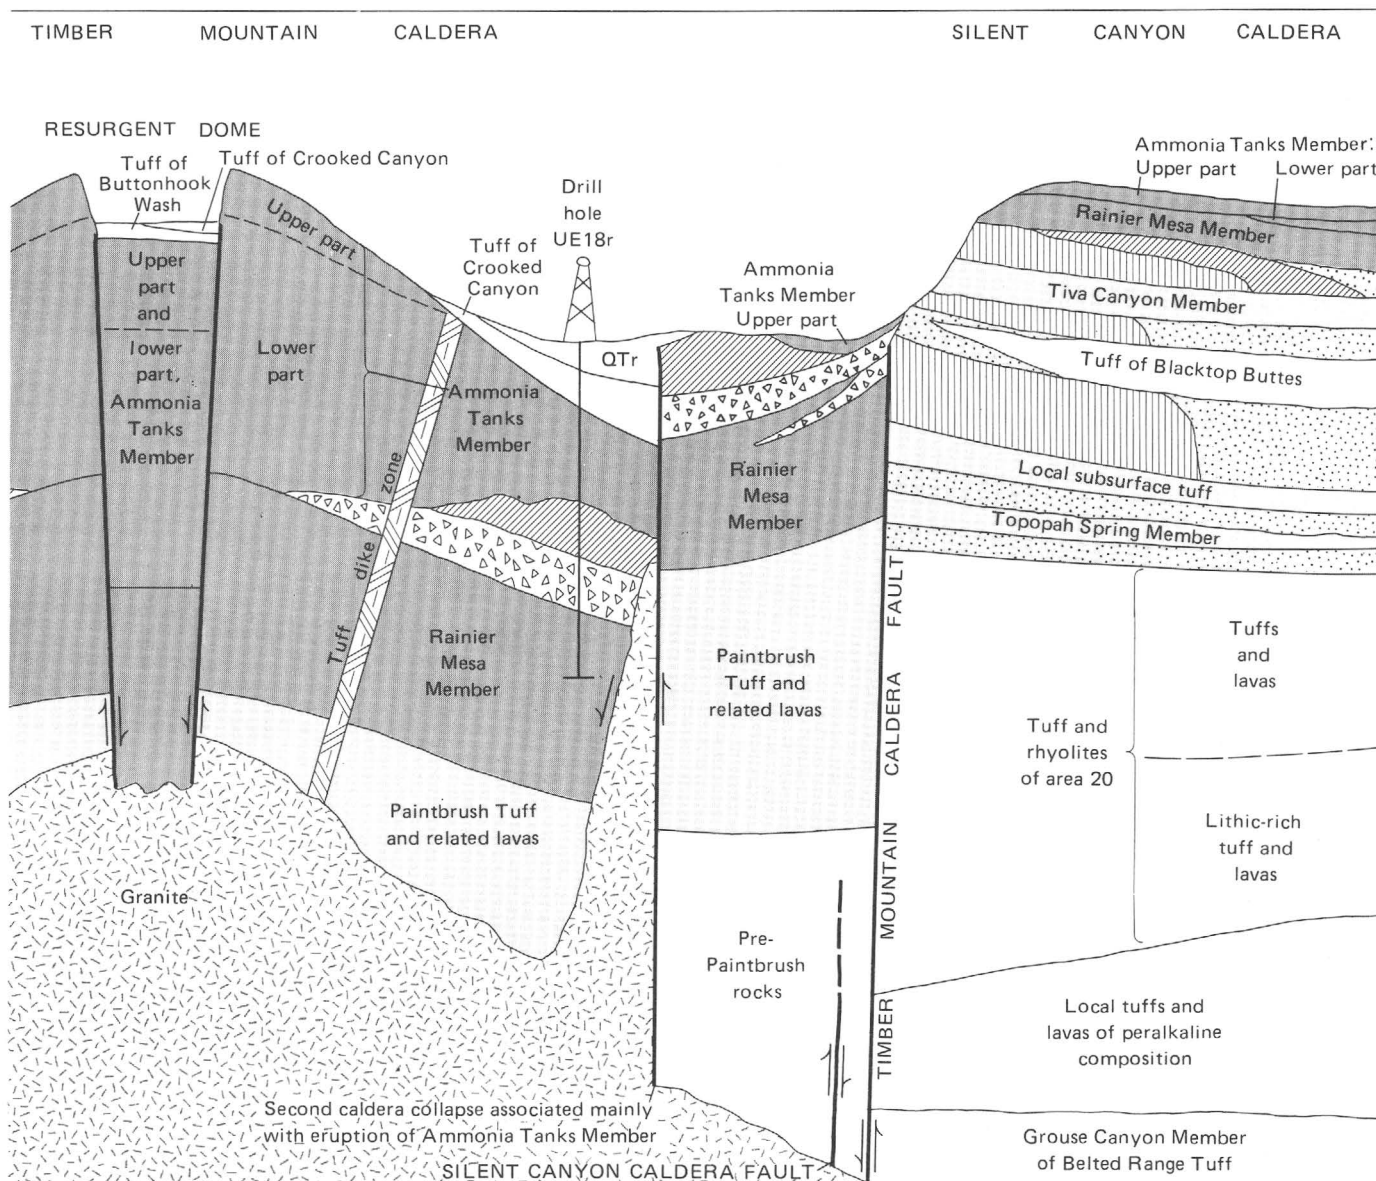 TIMBER MOUNTAIN CALDERA
SILENT CANYON CALDERA
RESURGENT DOME
Tuff of
Buttonhook
Wash
Tuff of Crooked Canyon
Drill
hole
UE18r
Ammonia Tanks Member:
Upper part
Lower part
Upper part
Tuff of
Crooked
Canyon
Ammonia
Tanks Member
Upper part
Rainier Mesa
Member
Tiva Canyon Member
Upper
part
and
lower
part,
Ammonia
Tanks
Member
Lower
part
QTr
Tuff of Blacktop Buttes
Ammonia
Tanks
Member
Rainier
Mesa
Member
Local subsurface tuff
Topopah Spring Member
Tuff dike zone
Rainier
Mesa
Member
Paintbrush
Tuff and
related lavas
Tuffs
and
lavas
Tuff and
rhyolites
of area 20
Lithic-rich
tuff and
lavas
Paintbrush Tuff
and related lavas
Granite
Pre-
Paintbrush
rocks
TIMBER MOUNTAIN CALDERA FAULT
Local tuffs and
lavas of peralkaline
composition
Second caldera collapse associated mainly
with eruption of Ammonia Tanks Member
SILENT CANYON CALDERA FAULT
Grouse Canyon Member
of Belted Range Tuff